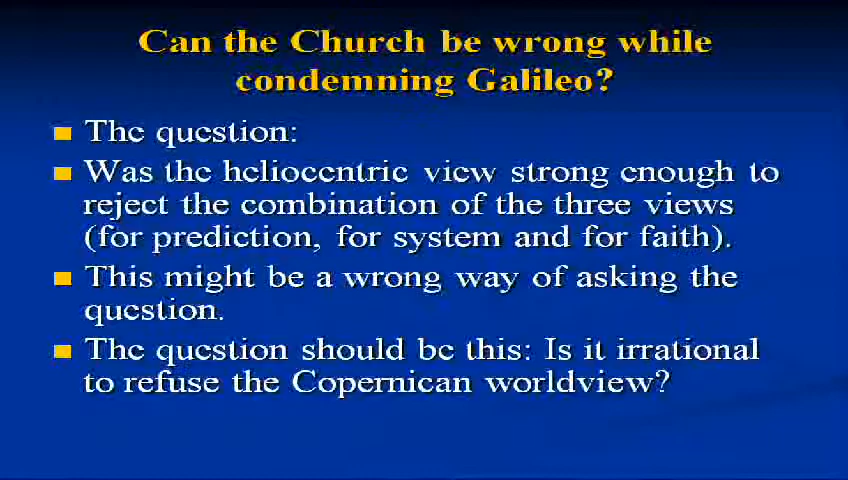 Can the Church be wrong while
condemning Galileo?
The question:
Was the heliocentric view strong enough to
reject the combination of the three views
(for prediction, for system and for faith).
This might be a wrong way of asking the
question.
The question should be this: Is it irrational
to refuse the Copernican worldview?